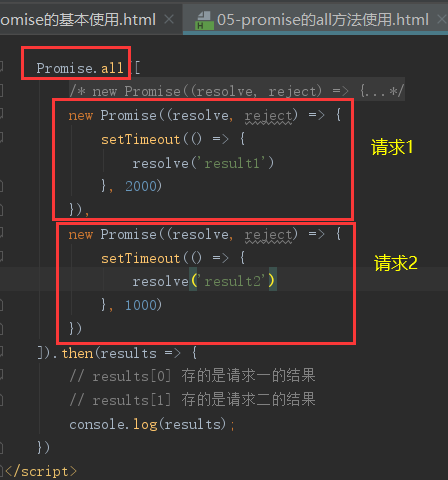 omise的基本使用.html × 05-promise的all方法使用.html ×
Promise.all([
/* new Promise((resolve, reject) => {...*/
new Promise((resolve, reject) => {
setTimeout(() => {
resolve('result1')
}, 2000)
}),
请求1
new Promise((resolve, reject) => {
setTimeout(() => {
resolve('result2')
}, 1000)
})
请求2
]).then(results => {
// results[0] 存的是请求一的结果
// results[1] 存的是请求二的结果
console.log(results);
})
</script>